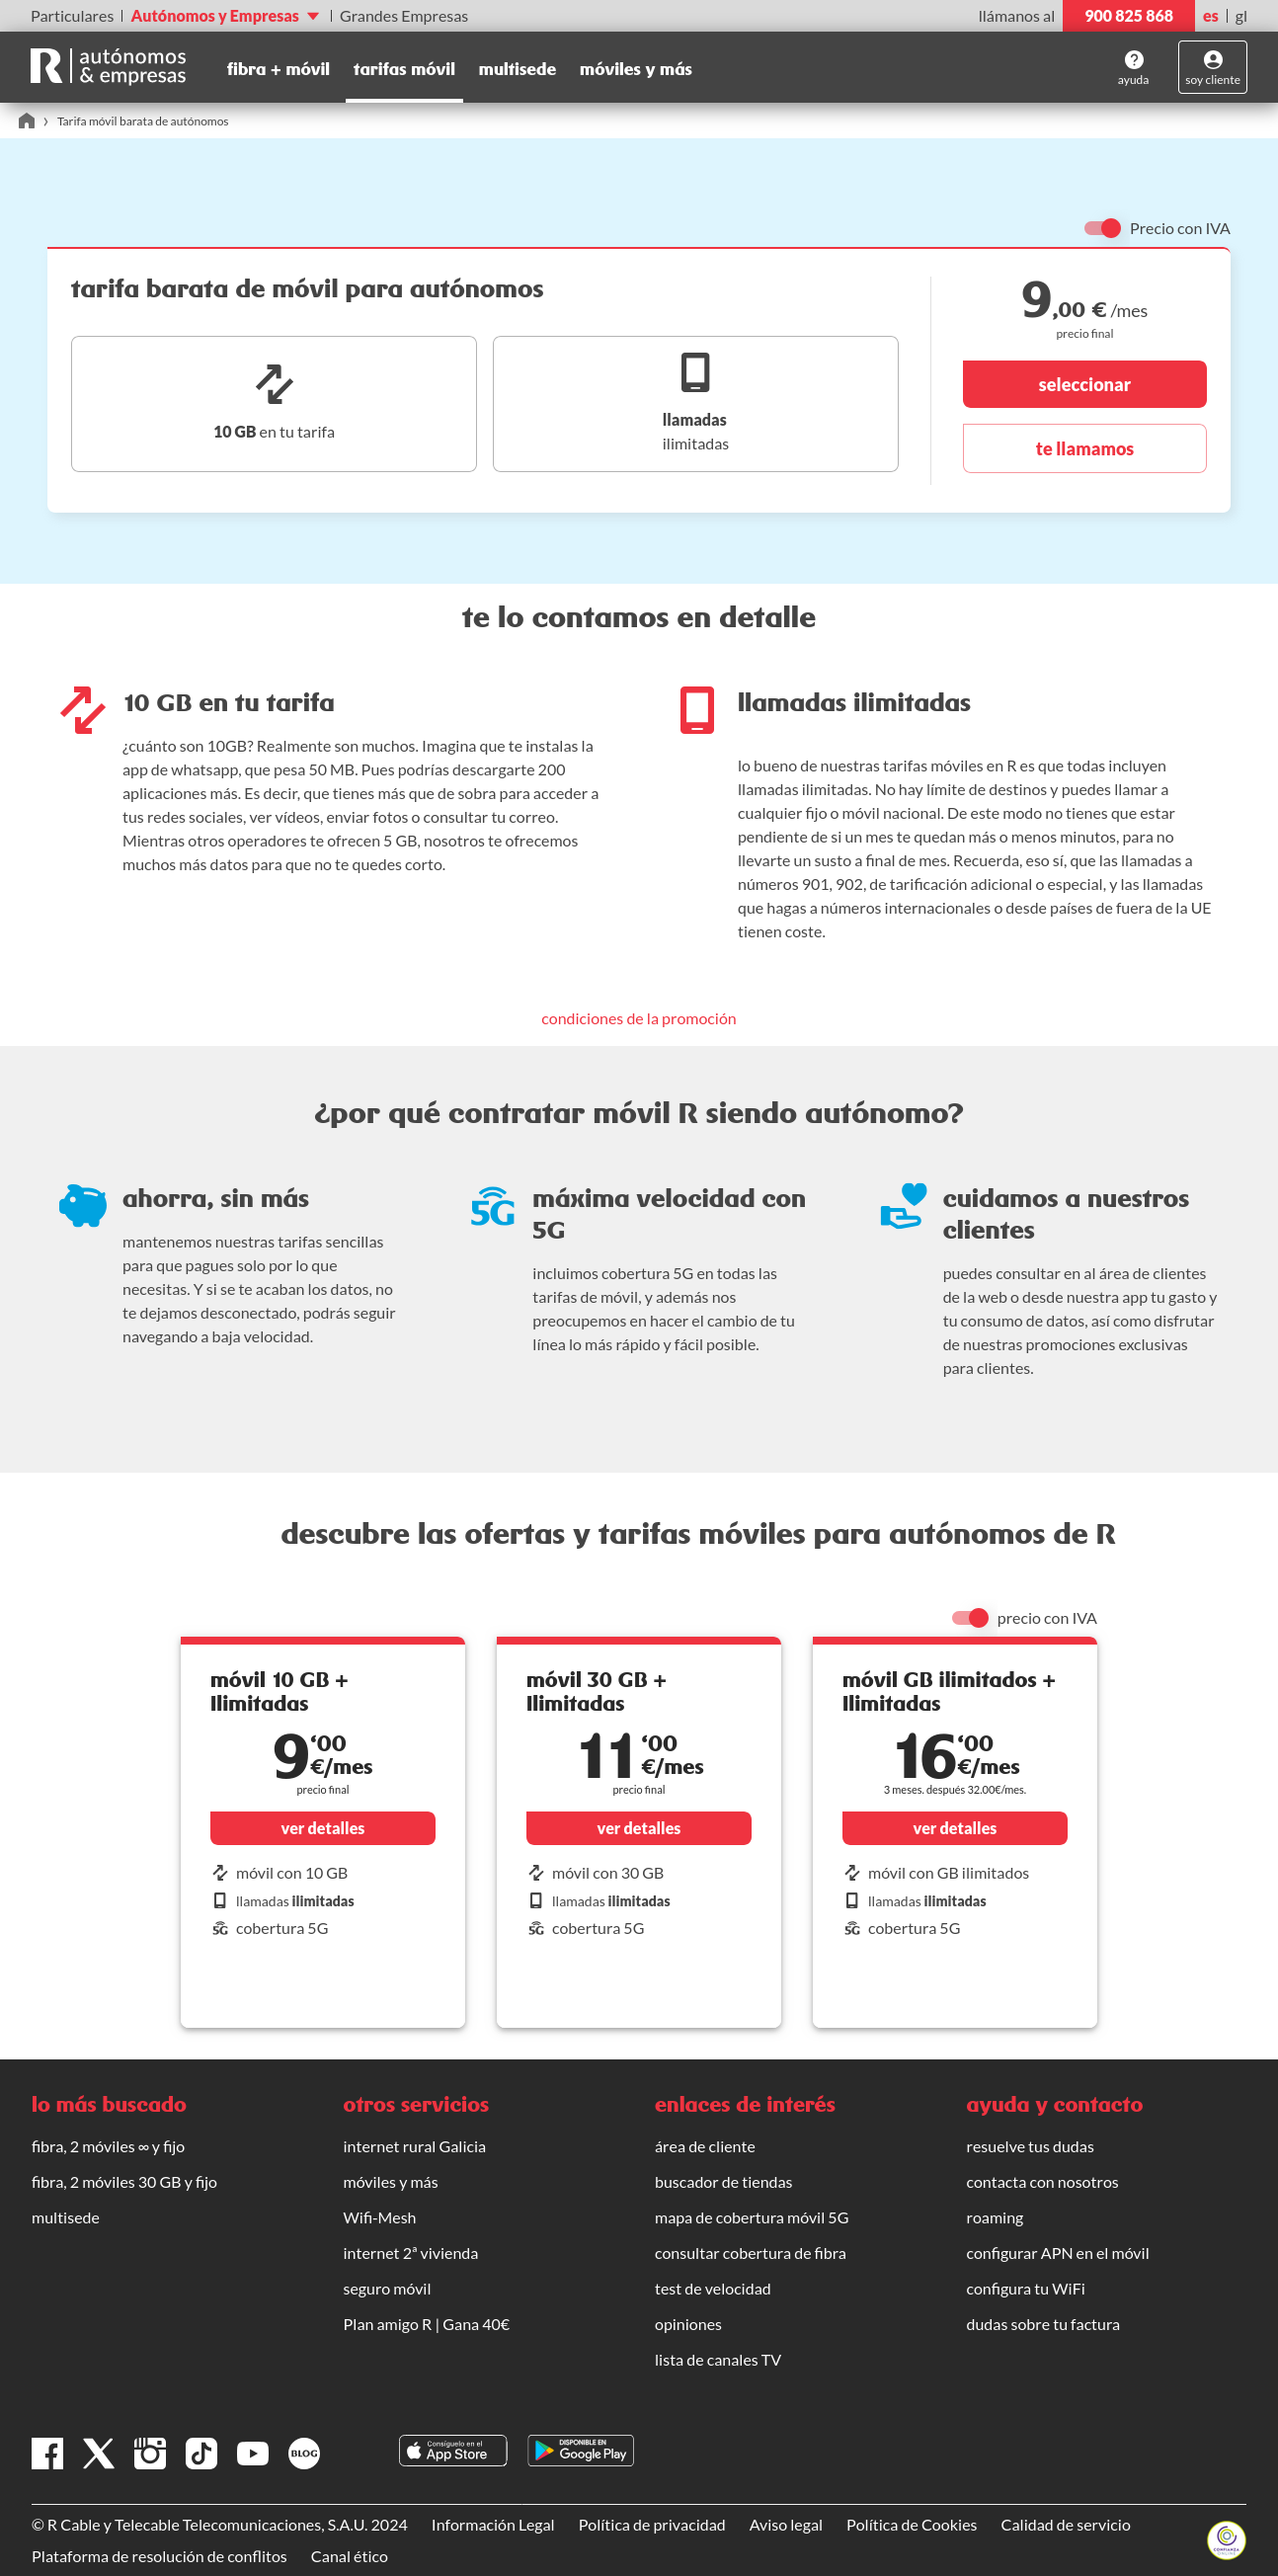 Particulares | Autónomos y Empresas | Grandes Empresas
llámanos al 900 825 868 es | gl
R autónomos & empresas
fibra + móvil tarifas móvil multisede móviles y más
ayuda soy cliente
Tarifa móvil barata de autónomos
Precio con IVA
tarifa barata de móvil para autónomos
10 GB en tu tarifa
llamadas
ilimitadas
9,00 € /mes
precio final
seleccionar
te llamamos
te lo contamos en detalle
10 GB en tu tarifa
¿cuánto son 10GB? Realmente son muchos. Imagina que te instalas la
app de whatsapp, que pesa 50 MB. Pues podrías descargarte 200
aplicaciones más. Es decir, que tienes más que de sobra para acceder a
tus redes sociales, ver vídeos, enviar fotos o consultar tu correo.
Mientras otros operadores te ofrecen 5 GB, nosotros te ofrecemos
muchos más datos para que no te quedes corto.
llamadas ilimitadas
lo bueno de nuestras tarifas móviles en R es que todas incluyen
llamadas ilimitadas. No hay límite de destinos y puedes llamar a
cualquier fijo o móvil nacional. De este modo no tienes que estar
pendiente de si un mes te quedan más o menos minutos, para no
llevarte un susto a final de mes. Recuerda, eso sí, que las llamadas a
números 901, 902, de tarificación adicional o especial, y las llamadas
que hagas a números internacionales o desde países de fuera de la UE
tienen coste.
condiciones de la promoción
¿por qué contratar móvil R siendo autónomo?
ahorra, sin más
mantenemos nuestras tarifas sencillas
para que pagues solo por lo que
necesitas. Y si se te acaban los datos, no
te dejamos desconectado, podrás seguir
navegando a baja velocidad.
5G
máxima velocidad con
5G
incluimos cobertura 5G en todas las
tarifas de móvil, y además nos
preocupemos en hacer el cambio de tu
línea lo más rápido y fácil posible.
cuidamos a nuestros
clientes
puedes consultar en al área de clientes
de la web o desde nuestra app tu gasto y
tu consumo de datos, así como disfrutar
de nuestras promociones exclusivas
para clientes.
descubre las ofertas y tarifas móviles para autónomos de R
precio con IVA
móvil 10 GB +
Ilimitadas
9‘00 €/mes
precio final
ver detalles
móvil con 10 GB
llamadas ilimitadas
5G cobertura 5G
móvil 30 GB +
Ilimitadas
11‘00 €/mes
precio final
ver detalles
móvil con 30 GB
llamadas ilimitadas
5G cobertura 5G
móvil GB ilimitados +
Ilimitadas
16‘00 €/mes
3 meses. después 32.00€/mes.
ver detalles
móvil con GB ilimitados
llamadas ilimitadas
5G cobertura 5G
lo más buscado
fibra, 2 móviles ∞ y fijo
fibra, 2 móviles 30 GB y fijo
multisede
otros servicios
internet rural Galicia
móviles y más
Wifi-Mesh
internet 2ª vivienda
seguro móvil
Plan amigo R | Gana 40€
enlaces de interés
área de cliente
buscador de tiendas
mapa de cobertura móvil 5G
consultar cobertura de fibra
test de velocidad
opiniones
lista de canales TV
ayuda y contacto
resuelve tus dudas
contacta con nosotros
roaming
configurar APN en el móvil
configura tu WiFi
dudas sobre tu factura
BLOG
Consíguelo en el
App Store
DISPONIBLE EN
Google Play
© R Cable y Telecable Telecomunicaciones, S.A.U. 2024 Información Legal Política de privacidad Aviso legal Política de Cookies Calidad de servicio
Plataforma de resolución de conflitos Canal ético
CONFIANZA ONLINE